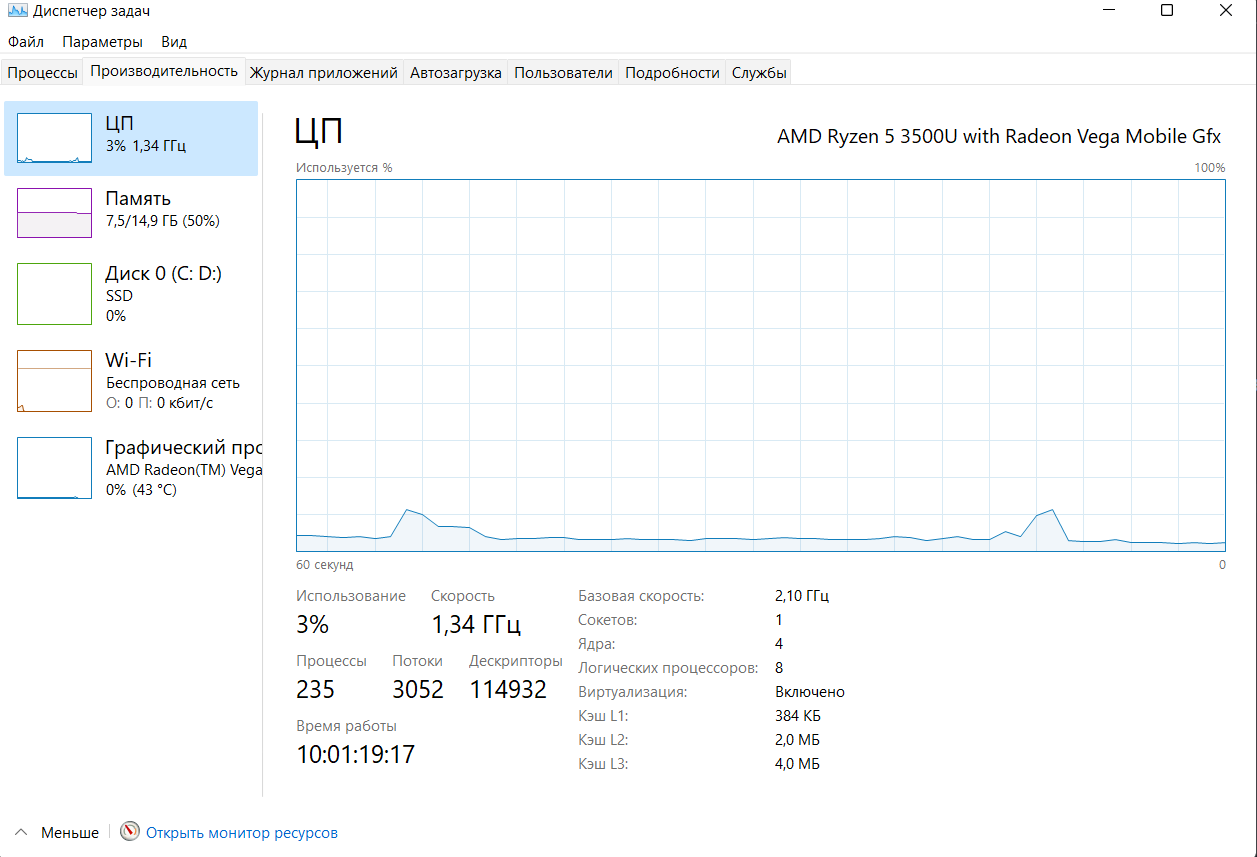 Диспетчер задач
Файл Параметры Вид
Процессы Производительность Журнал приложений Автозагрузка Пользователи Подробности Службы
ЦП
3% 1,34 ГГц
Память
7,5/14,9 ГБ (50%)
Диск 0 (C: D:)
SSD
0%
Wi-Fi
Беспроводная сеть
О: 0 П: 0 кбит/с
Графический прс
AMD Radeon(TM) Vega
0% (43 °C)
ЦП
AMD Ryzen 5 3500U with Radeon Vega Mobile Gfx
Используется % 100%
60 секунд 0
Использование Скорость
3% 1,34 ГГц
Процессы Потоки Дескрипторы
235 3052 114932
Время работы
10:01:19:17
Базовая скорость: 2,10 ГГц
Сокетов: 1
Ядра: 4
Логических процессоров: 8
Виртуализация: Включено
Кэш L1: 384 КБ
Кэш L2: 2,0 МБ
Кэш L3: 4,0 МБ
Меньше Открыть монитор ресурсов